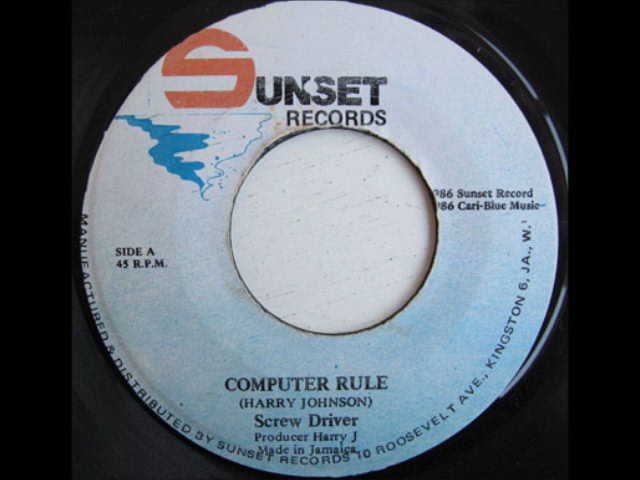 SUNSET
RECORDS
986 Sunset Record
986 Cari-Blue Music
SIDE A
45 R.P.M.
COMPUTER RULE
(HARRY JOHNSON)
Screw Driver
Producer Harry J
Made in Jamaica
MANUFACTURED & DISTRIBUTED BY SUNSET RECORDS 10 ROOSEVELT AVE., KINGSTON 6, JA., W.